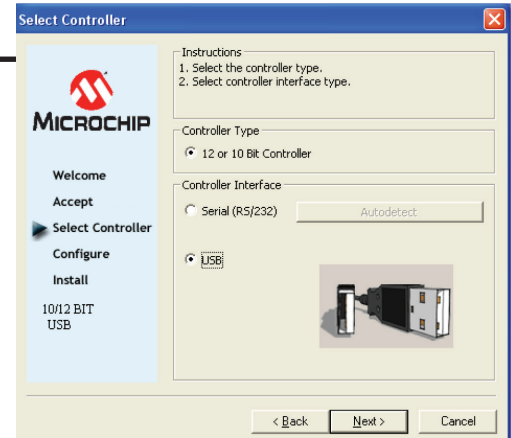 Select Controller
MICROCHIP
Welcome
Accept
Select Controller
Configure
Install
10/12 BIT
USB
Instructions
1. Select the controller type.
2. Select controller interface type.
Controller Type
12 or 10 Bit Controller
Controller Interface
Serial (RS/232)
Autodetect
USB
< Back
Next >
Cancel